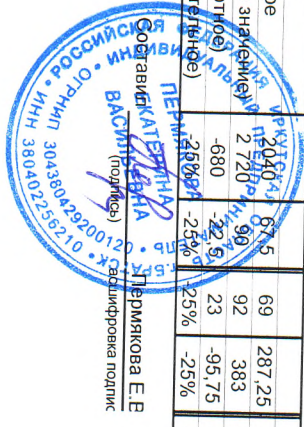 ое 2040 67,5 69 287,25
значение 2 720 90 92 383
тное) -680 -22,5 23 -95,75
тельное) -25% -25% -25% -25%
Составил Пермякова Е.В
(подпись) расшифровка подпис
РОССИЙСКАЯ ФЕДЕРАЦИЯ ИРКУТСКАЯ
ИНДИВИДУАЛЬНЫЙ ПРЕДПРИНИМАТЕЛЬ
Г.БРАТСК
ИНН 380402256210
ОГРНИП 304380429200120
ПЕРМЯКОВА
ЕКАТЕРИНА
ВАСИЛЬЕВНА